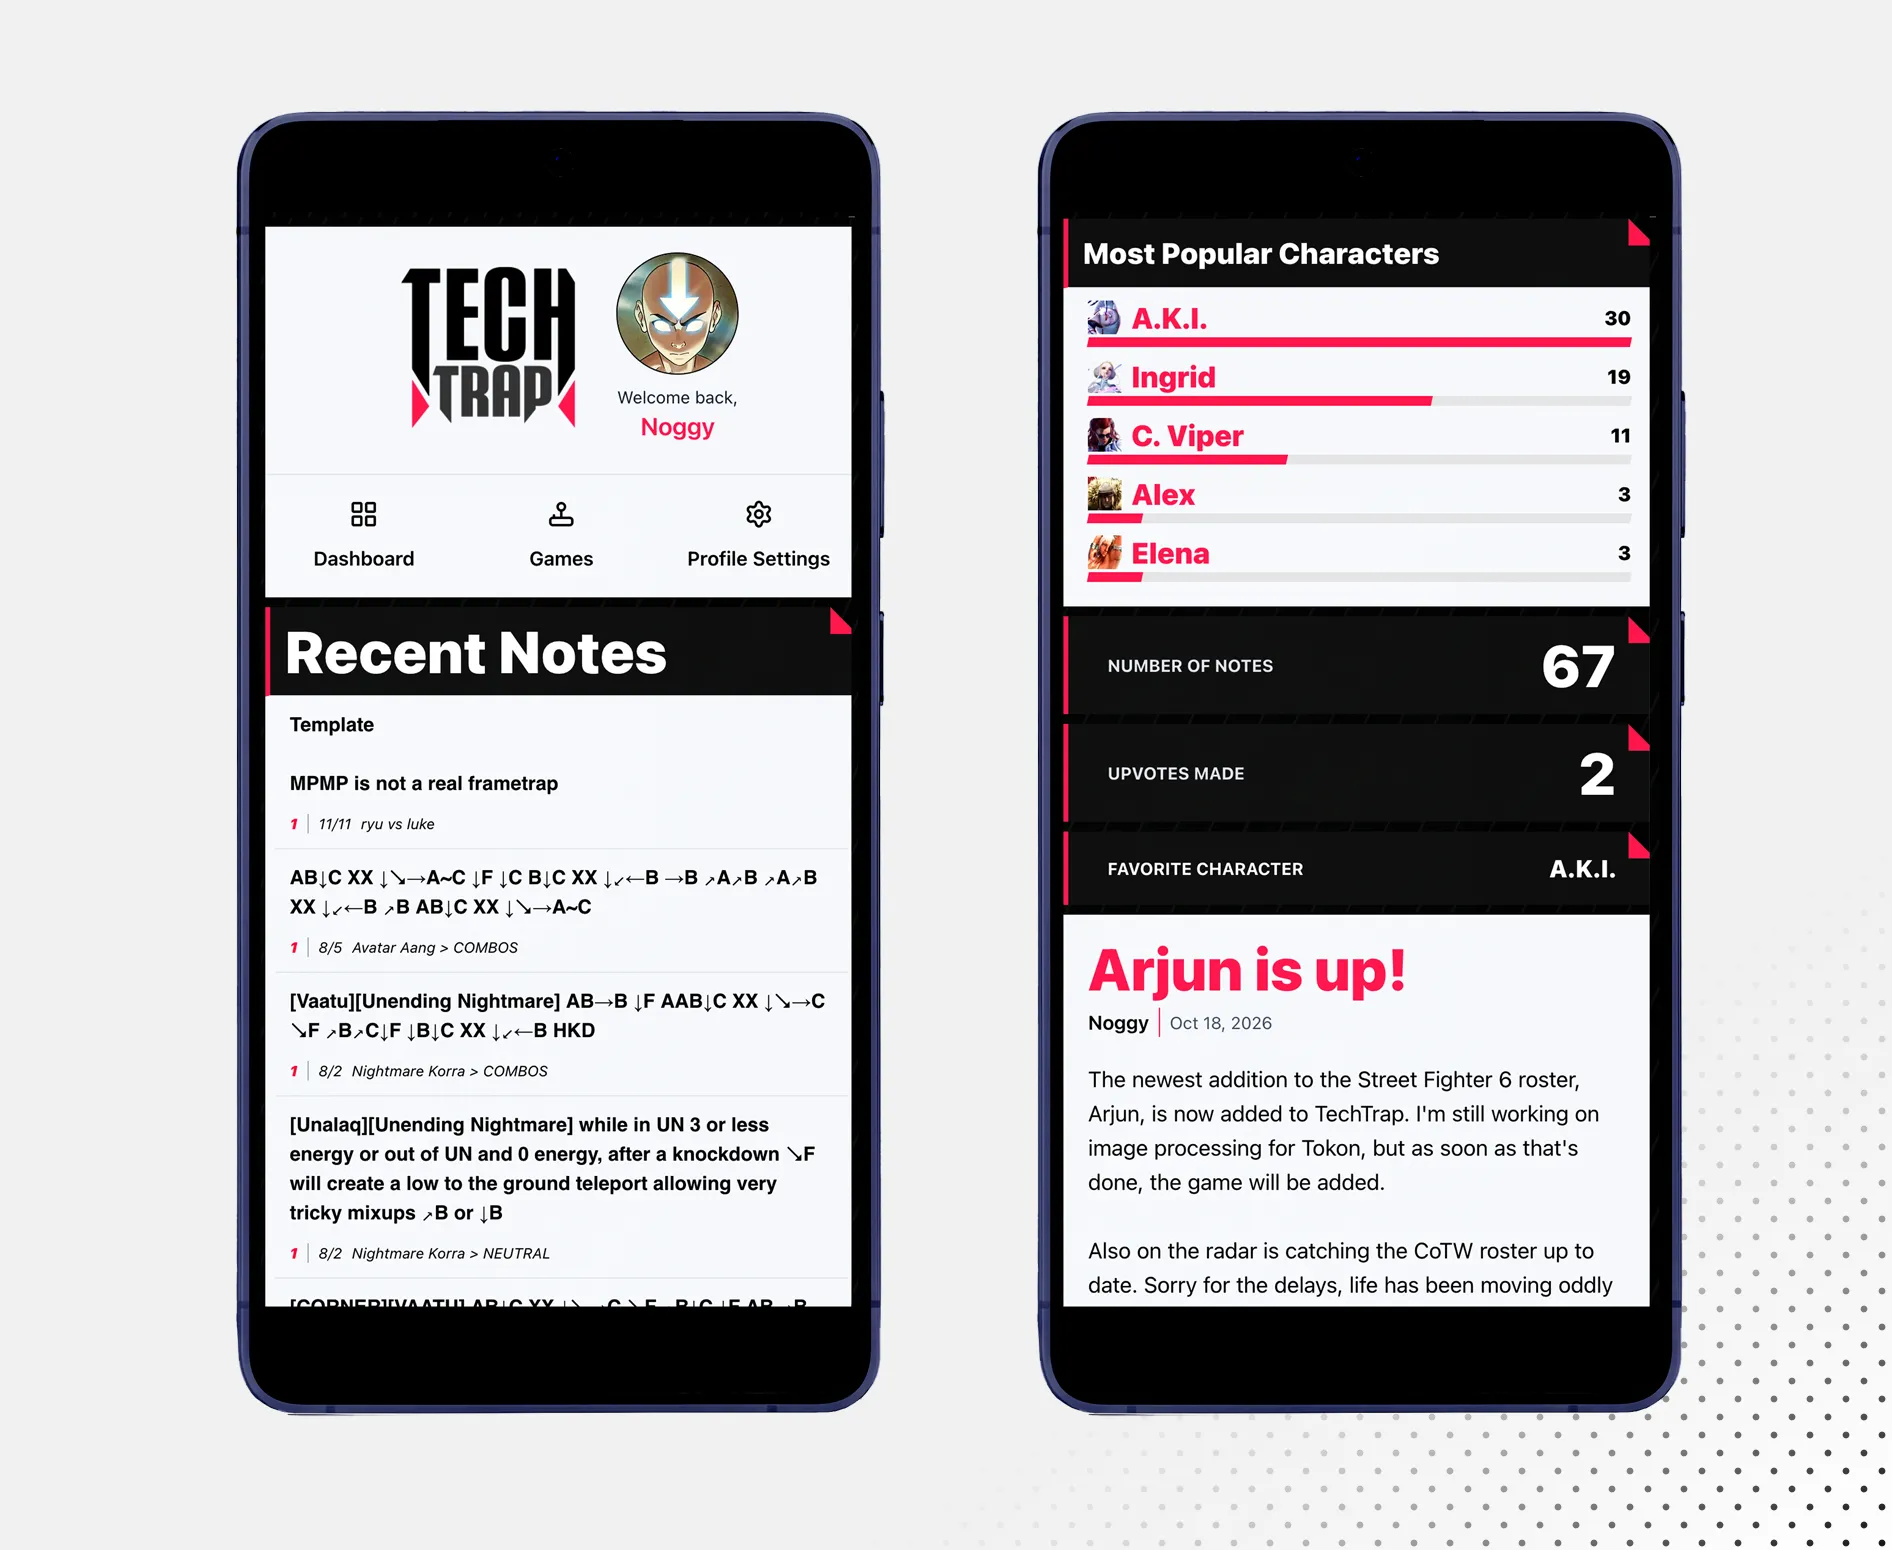 TECH
TRAP
Welcome back,
Noggy
Dashboard
Games
Profile Settings
Recent Notes
Template
MPMP is not a real frametrap
1 | 11/11 ryu vs luke
AB↓C XX ↓↘→A~C ↓F ↓C B↓C XX ↓↙←B →B ↗A↗B ↗A↗B
XX ↓↙←B ↗B AB↓C XX ↓↘→A~C
1 | 8/5 Avatar Aang > COMBOS
[Vaatu][Unending Nightmare] AB→B ↓F AAB↓C XX ↓↘→C
↘F ↗B↗C↓F ↓B↓C XX ↓↙←B HKD
1 | 8/2 Nightmare Korra > COMBOS
[Unalaq][Unending Nightmare] while in UN 3 or less
energy or out of UN and 0 energy, after a knockdown ↘F
will create a low to the ground teleport allowing very
tricky mixups ↗B or ↓B
1 | 8/2 Nightmare Korra > NEUTRAL
[CORNER][VAATU] AB↓C XX
Most Popular Characters
A.K.I. 30
Ingrid 19
C. Viper 11
Alex 3
Elena 3
NUMBER OF NOTES 67
UPVOTES MADE 2
FAVORITE CHARACTER A.K.I.
Arjun is up!
Noggy | Oct 18, 2026
The newest addition to the Street Fighter 6 roster,
Arjun, is now added to TechTrap. I'm still working on
image processing for Tokon, but as soon as that's
done, the game will be added.
Also on the radar is catching the CoTW roster up to
date. Sorry for the delays, life has been moving oddly